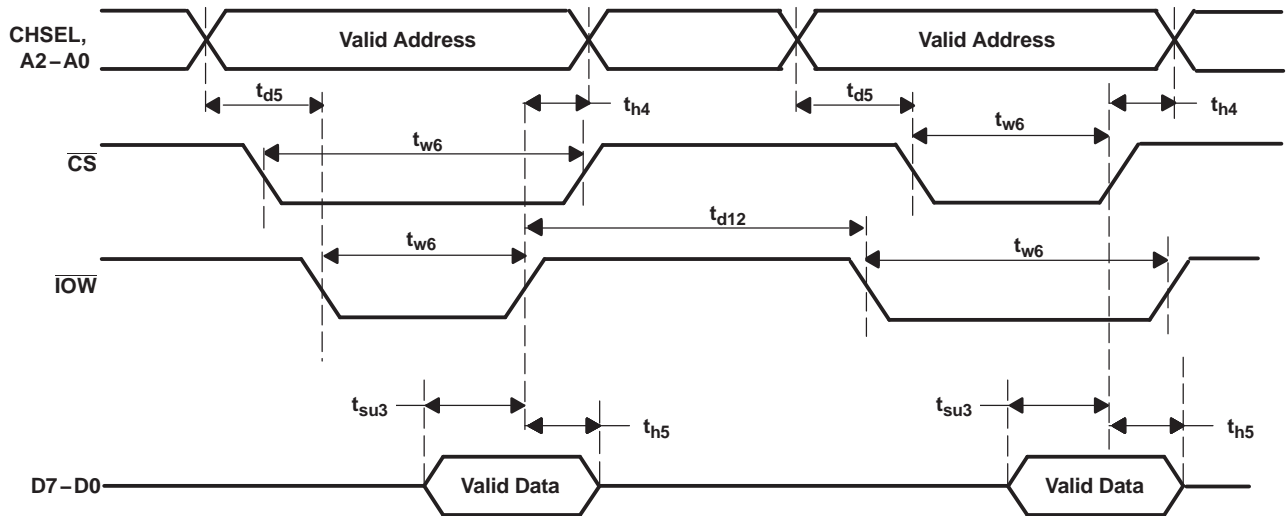 CHSEL,
A2–A0
Valid Address
Valid Address
td5
th4
td5
th4
CS
tw6
tw6
td12
IOW
tw6
tw6
tsu3
th5
tsu3
th5
D7–D0
Valid Data
Valid Data